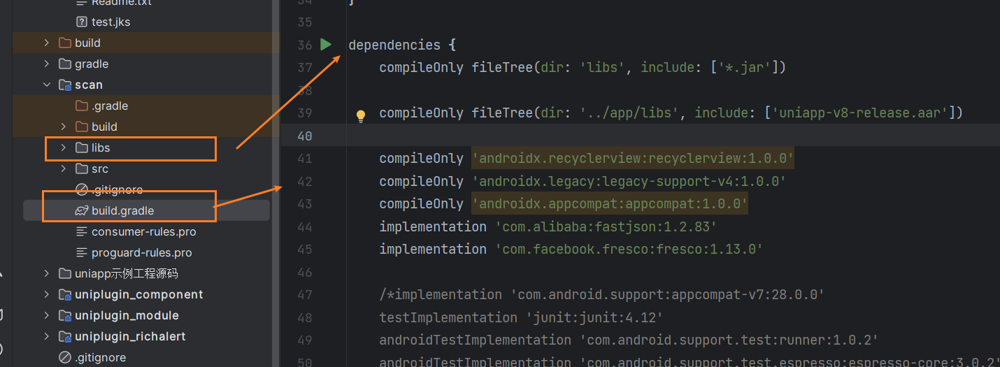 Readme.txt
test.jks
build
gradle
scan
.gradle
build
libs
src
.gitignore
build.gradle
consumer-rules.pro
proguard-rules.pro
uniapp示例工程源码
uniplugin_component
uniplugin_module
uniplugin_richalert
.gitignore
34 }
35
36 dependencies {
37 compileOnly fileTree(dir: 'libs', include: ['*.jar'])
38
39 compileOnly fileTree(dir: '../app/libs', include: ['uniapp-v8-release.aar'])
40
41 compileOnly 'androidx.recyclerview:recyclerview:1.0.0'
42 compileOnly 'androidx.legacy:legacy-support-v4:1.0.0'
43 compileOnly 'androidx.appcompat:appcompat:1.0.0'
44 implementation 'com.alibaba:fastjson:1.2.83'
45 implementation 'com.facebook.fresco:fresco:1.13.0'
46
47 /*implementation 'com.android.support:appcompat-v7:28.0.0'
48 testImplementation 'junit:junit:4.12'
49 androidTestImplementation 'com.android.support.test:runner:1.0.2'
50 androidTestImplementation 'com.android.support.test.espresso:espresso-core:3.0.2'